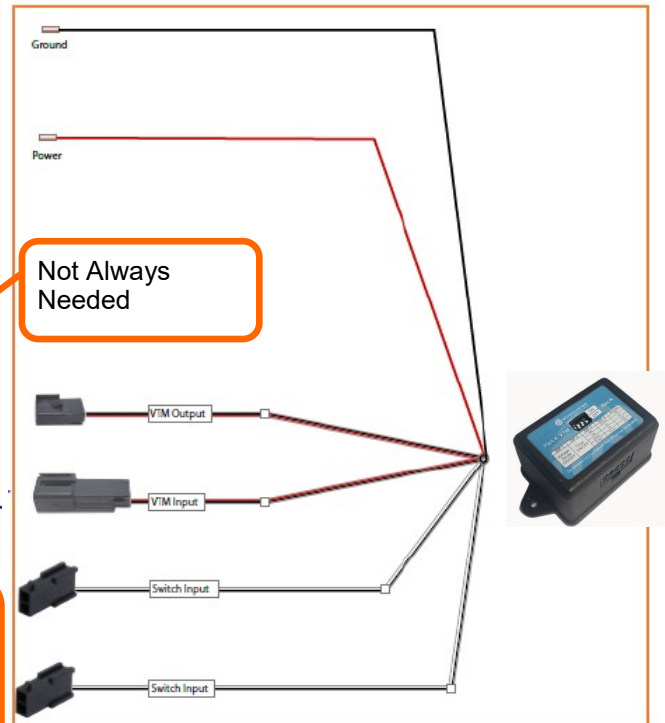 Ground
Power
Not Always
Needed
VTM Output
VTM Input
Switch Input
Switch Input